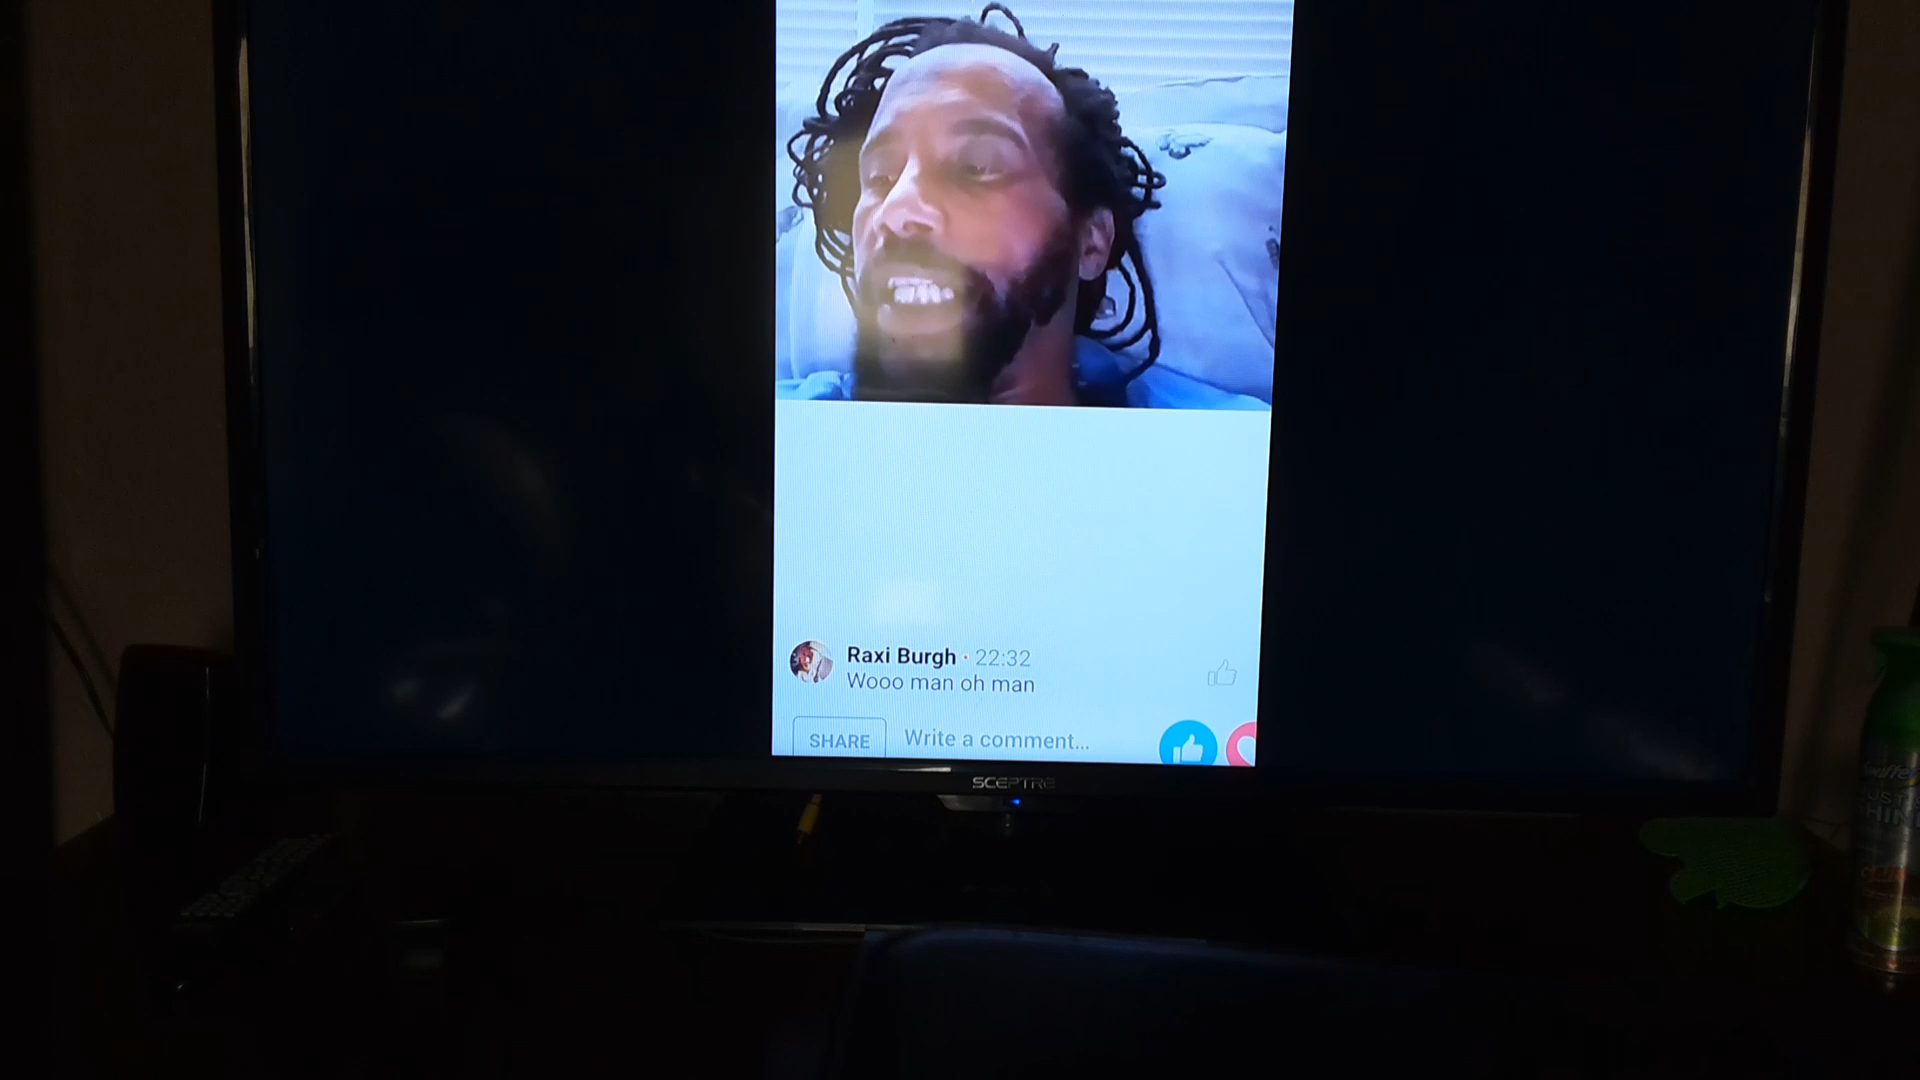 Raxi Burgh · 22:32
Wooo man oh man
SHARE
Write a comment...
SCEPTRE